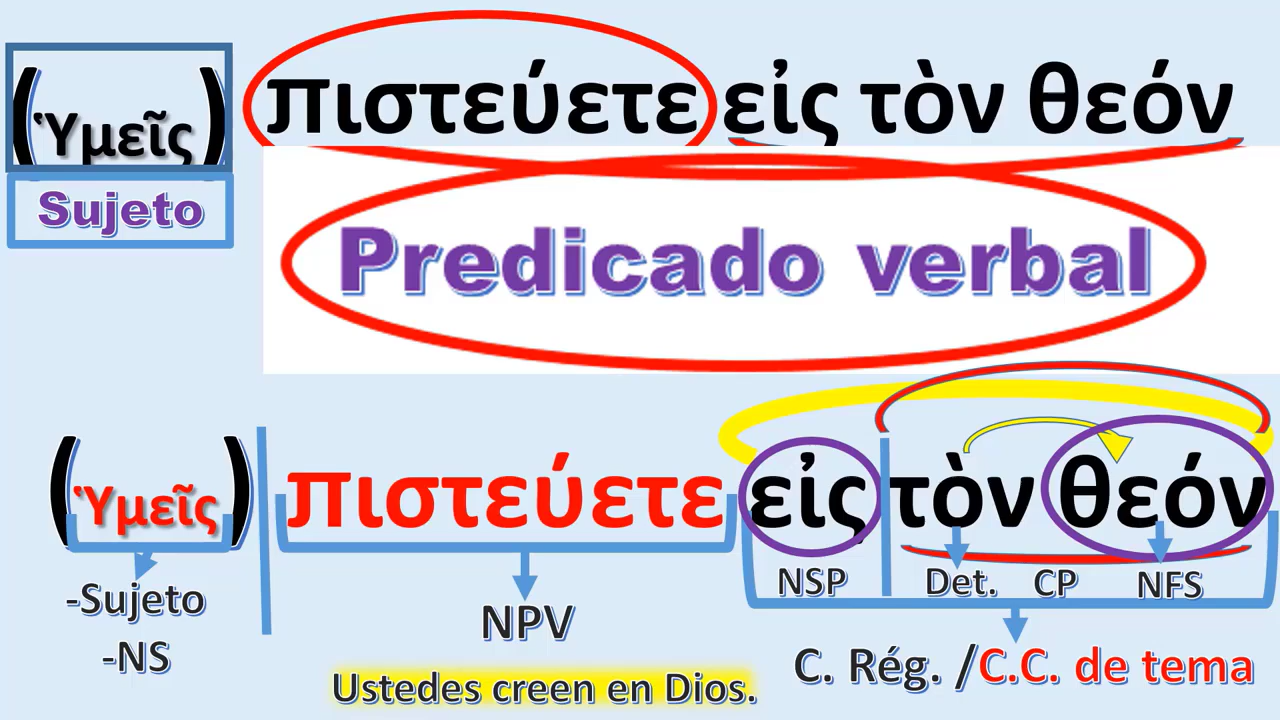 (Ὑμεῖς) πιστεύετε εἰς τὸν θεόν
Sujeto
Predicado verbal
(Ὑμεῖς) πιστεύετε εἰς τὸν θεόν
NSP Det. CP NFS
-Sujeto
-NS
NPV
C. Rég. /C.C. de tema
Ustedes creen en Dios.